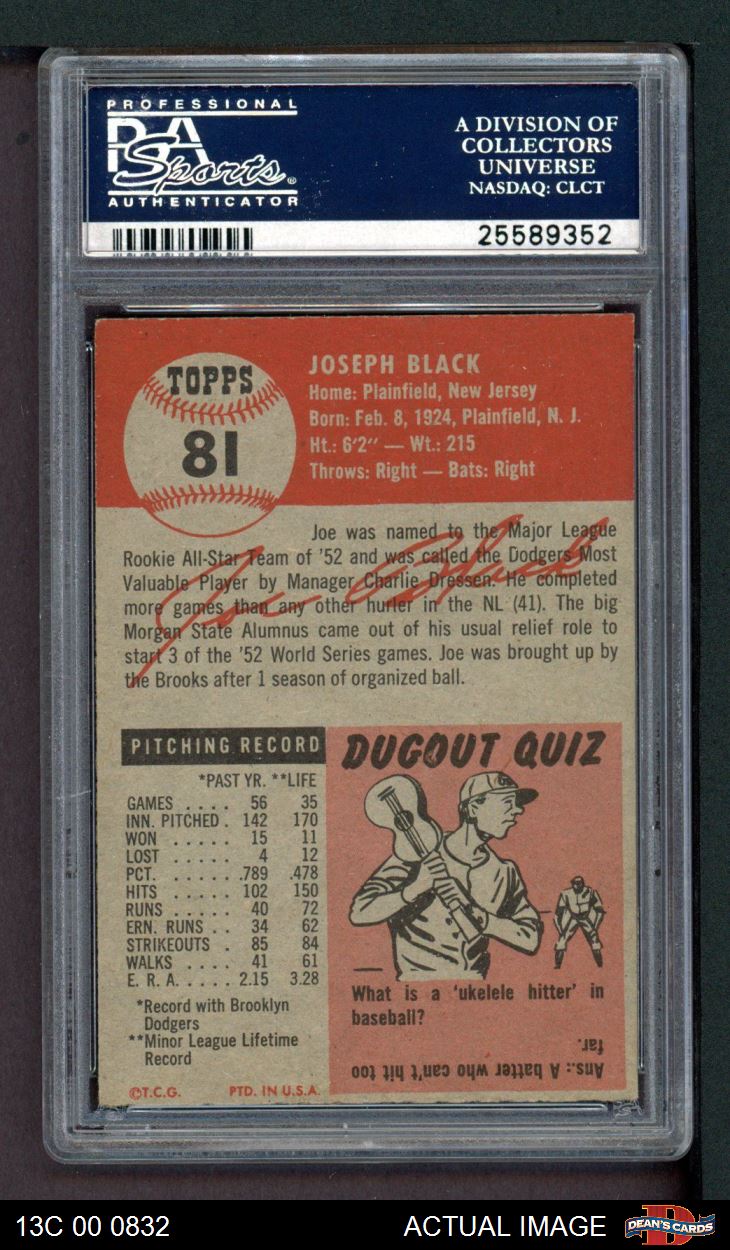 PROFESSIONAL
PSA
Sports®
AUTHENTICATOR
A DIVISION OF
COLLECTORS
UNIVERSE
NASDAQ: CLCT
25589352
TOPPS
81
JOSEPH BLACK
Home: Plainfield, New Jersey
Born: Feb. 8, 1924, Plainfield, N. J.
Ht.: 6'2" — Wt.: 215
Throws: Right — Bats: Right
Joe was named to the Major League
Rookie All-Star Team of '52 and was called the Dodgers Most
Valuable Player by Manager Charlie Dressen. He completed
more games than any other hurler in the NL (41). The big
Morgan State Alumnus came out of his usual relief role to
start 3 of the '52 World Series games. Joe was brought up by
the Brooks after 1 season of organized ball.
Joe Black
PITCHING RECORD
*PAST YR. **LIFE
GAMES .... 56 35
INN. PITCHED . 142 170
WON ..... 15 11
LOST ..... 4 12
PCT. ..... .789 .478
HITS ..... 102 150
RUNS ..... 40 72
ERN. RUNS .. 34 62
STRIKEOUTS . 85 84
WALKS .... 41 61
E. R. A. .... 2.15 3.28
*Record with Brooklyn
Dodgers
**Minor League Lifetime
Record
©T.C.G. PTD. IN U.S.A.
DUGOUT QUIZ
What is a 'ukelele hitter' in
baseball?
Ans.: A batter who can't hit too
far.
13C 00 0832 ACTUAL IMAGE
D
DEAN'S CARDS